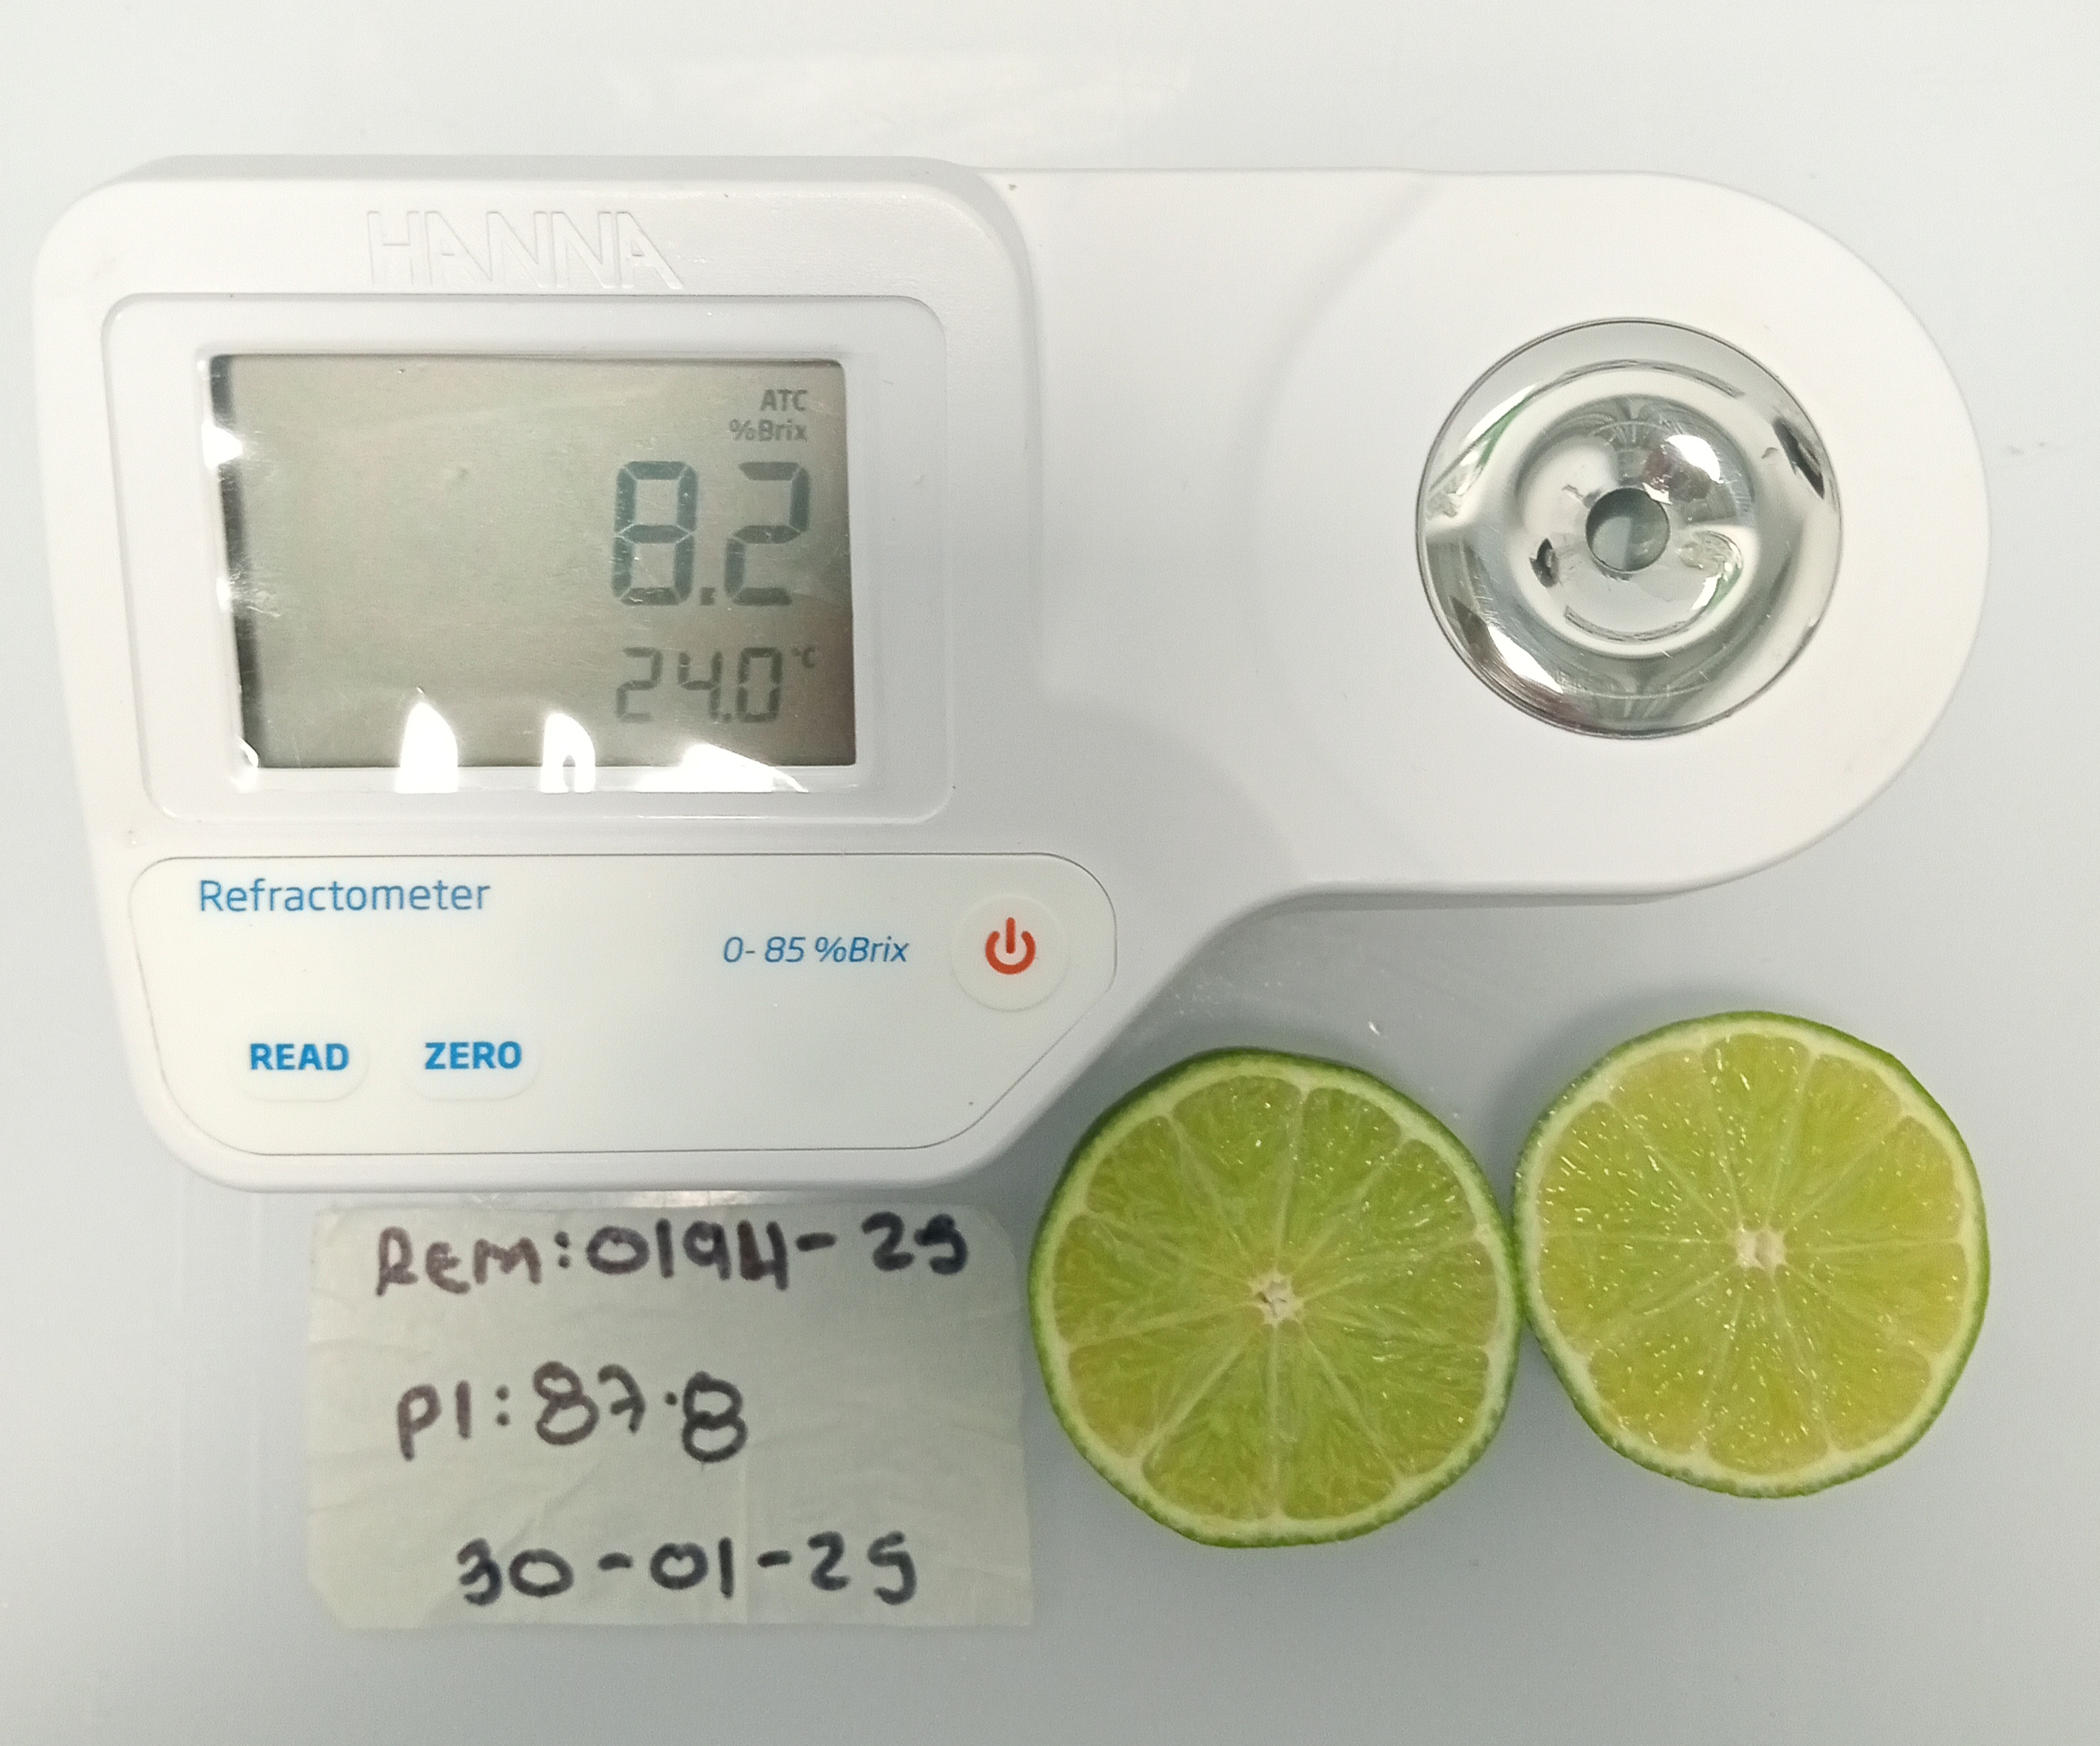 HANNA
ATC
%Brix
8.2
24.0 °C
Refractometer
0-85 %Brix
READ ZERO
REM:0194-25
PI:87.8
30-01-25